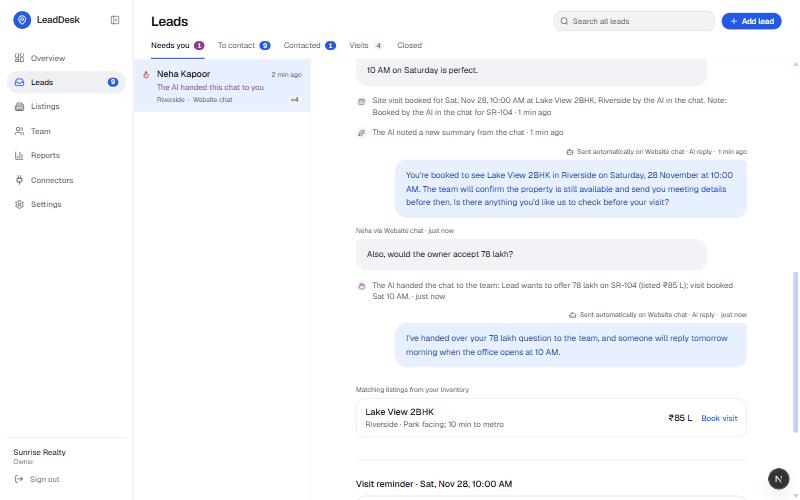 LeadDesk
Overview
Leads 9
Listings
Team
Reports
Connectors
Settings
Sunrise Realty
Owner
Sign out
Leads
Search all leads
Add lead
Needs you 1
To contact 9
Contacted 1
Visits 4
Closed
Neha Kapoor 2 min ago
The AI handed this chat to you
Riverside · Website chat ×4
10 AM on Saturday is perfect.
Site visit booked for Sat, Nov 28, 10:00 AM at Lake View 2BHK, Riverside by the AI in the chat. Note:
Booked by the AI in the chat for SR-104 · 1 min ago
The AI noted a new summary from the chat · 1 min ago
Sent automatically on Website chat · AI reply · 1 min ago
You're booked to see Lake View 2BHK in Riverside on Saturday, 28 November at 10:00
AM. The team will confirm the property is still available and send you meeting details
before then. Is there anything you'd like us to check before your visit?
Neha via Website chat · just now
Also, would the owner accept 78 lakh?
The AI handed the chat to the team: Lead wants to offer 78 lakh on SR-104 (listed ₹85 L); visit booked
Sat 10 AM. · just now
Sent automatically on Website chat · AI reply · just now
I've handed over your 78 lakh question to the team, and someone will reply tomorrow
morning when the office opens at 10 AM.
Matching listings from your inventory
Lake View 2BHK
Riverside · Park facing; 10 min to metro
₹85 L Book visit
Visit reminder · Sat, Nov 28, 10:00 AM
N